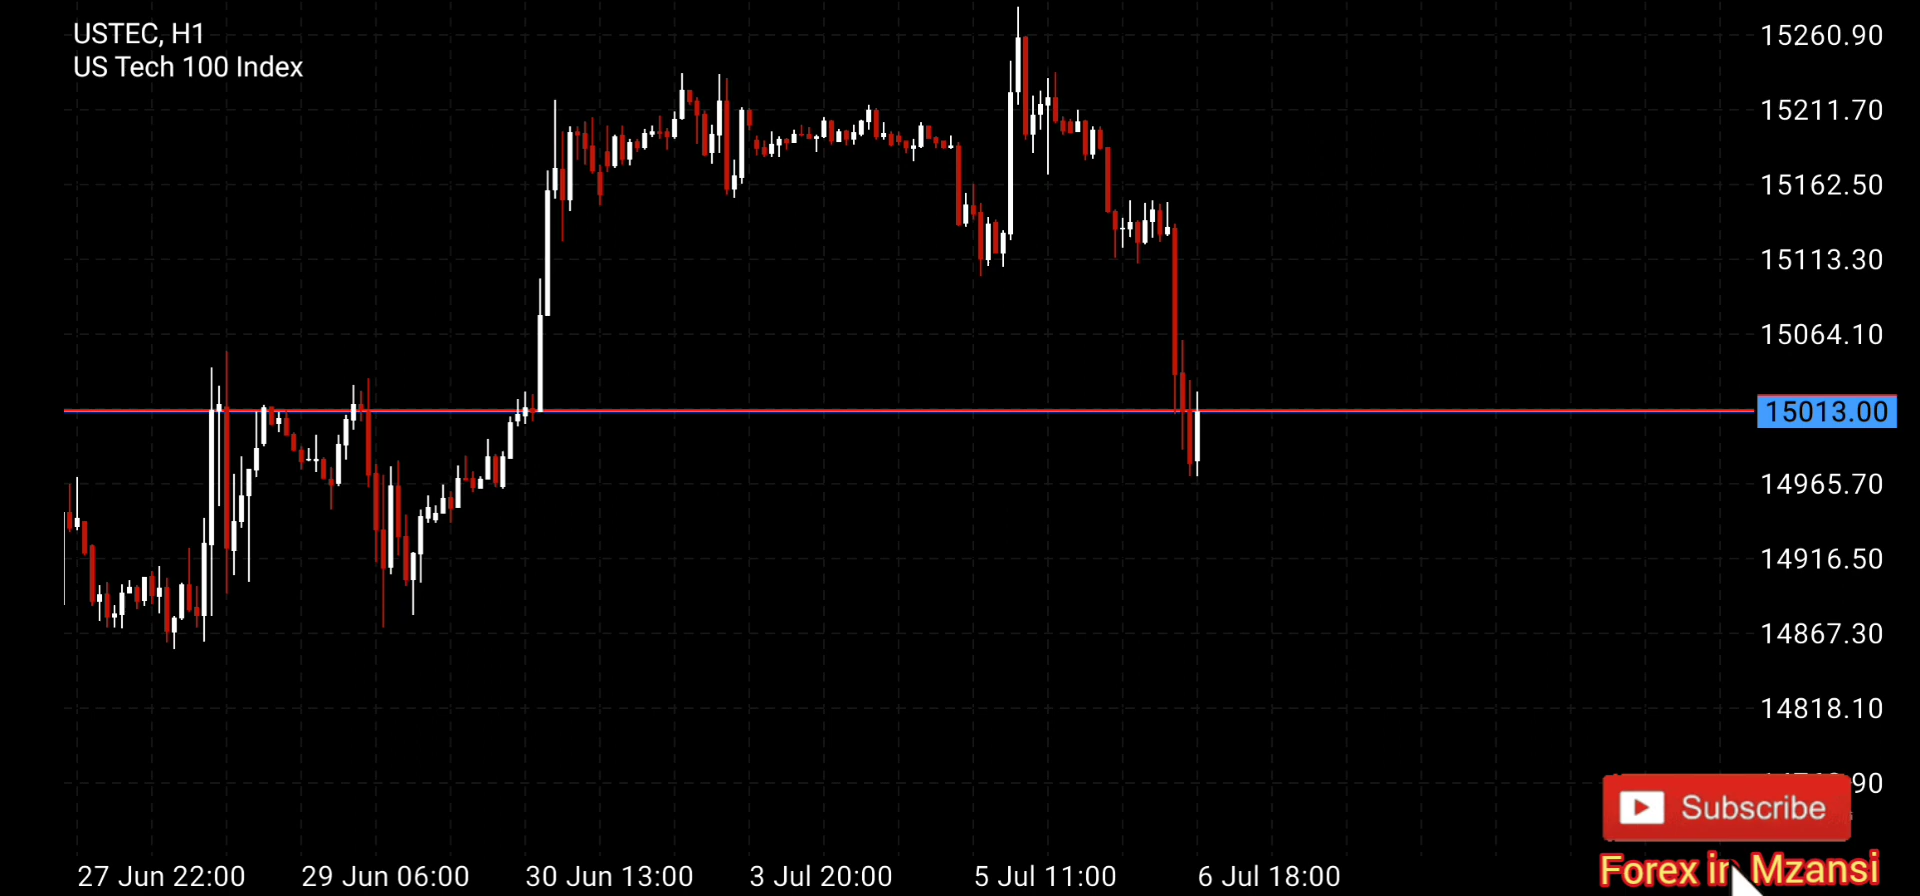 USTEC, H1
US Tech 100 Index
15260.90
15211.70
15162.50
15113.30
15064.10
15013.00
14965.70
14916.50
14867.30
14818.10
90
Subscribe
Forex in Mzansi
27 Jun 22:00 29 Jun 06:00 30 Jun 13:00 3 Jul 20:00 5 Jul 11:00 6 Jul 18:00